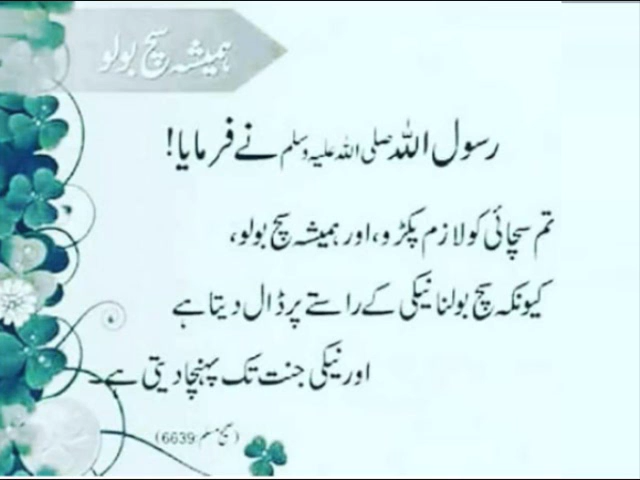 ہمیشہ سچ بولو
رسول اللہ صلی اللہ علیہ وسلم نے فرمایا!
تم سچائی کو لازم پکڑو، اور ہمیشہ سچ بولو،
کیونکہ سچ بولنا نیکی کے راستے پر ڈال دیتا ہے
اور نیکی جنت تک پہنچا دیتی ہے۔
(صحیح مسلم: 6639)